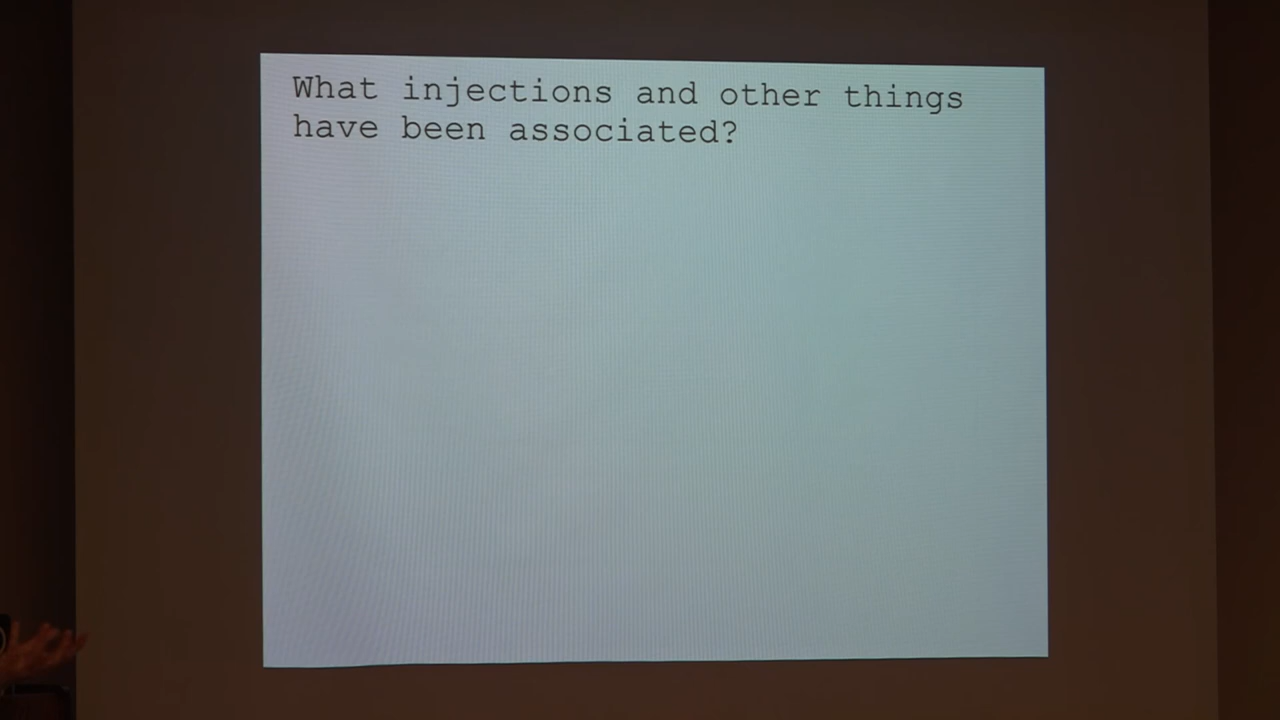 What injections and other things
have been associated?